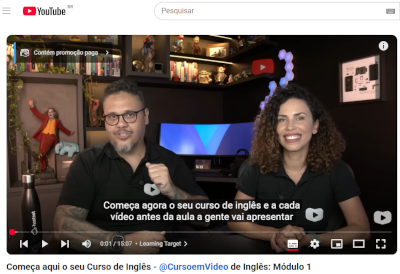 YouTube BR
Pesquisar
Contém promoção paga
Começa agora o seu curso de inglês e a cada
vídeo antes da aula a gente vai apresentar
0:01 / 15:07 • Learning Target
Começa aqui o seu Curso de Inglês - @CursoemVideo de Inglês: Módulo 1